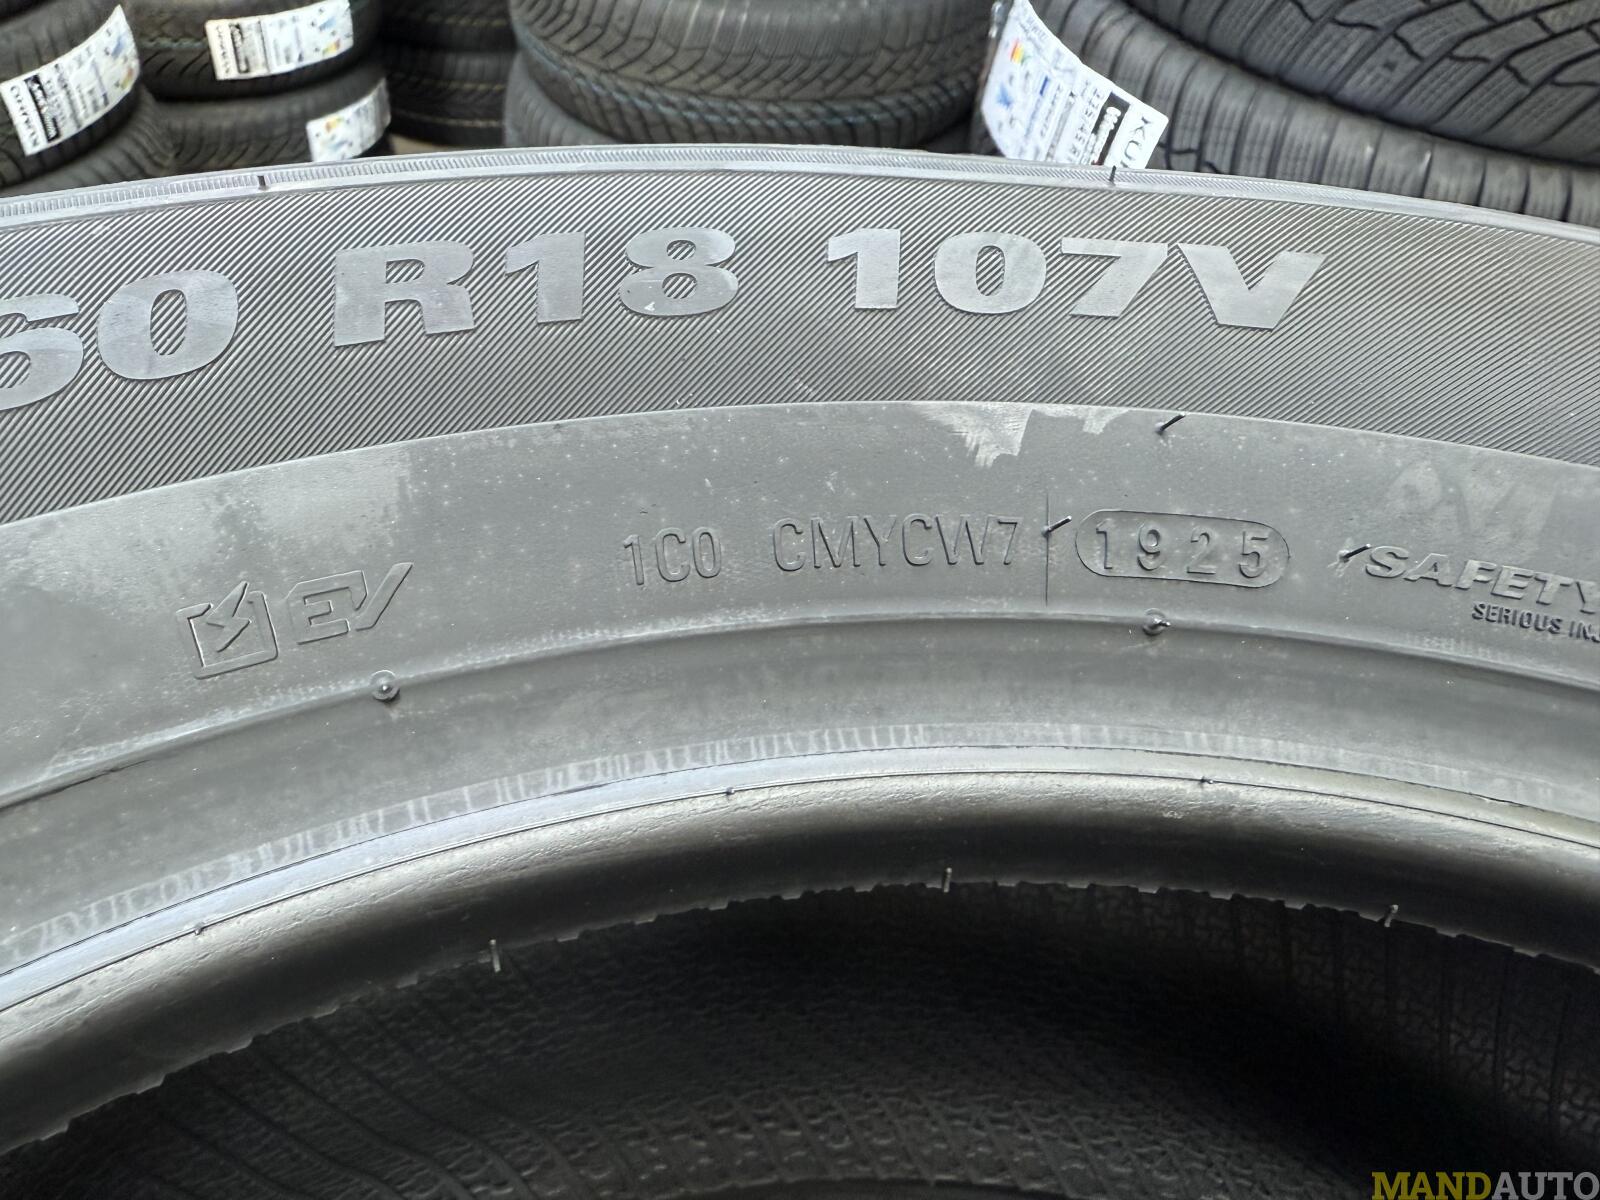 60 R18 107V
EV
1C0 CMYCW7 1925
SAFETY
SERIOUS INJ
MANDAUTO